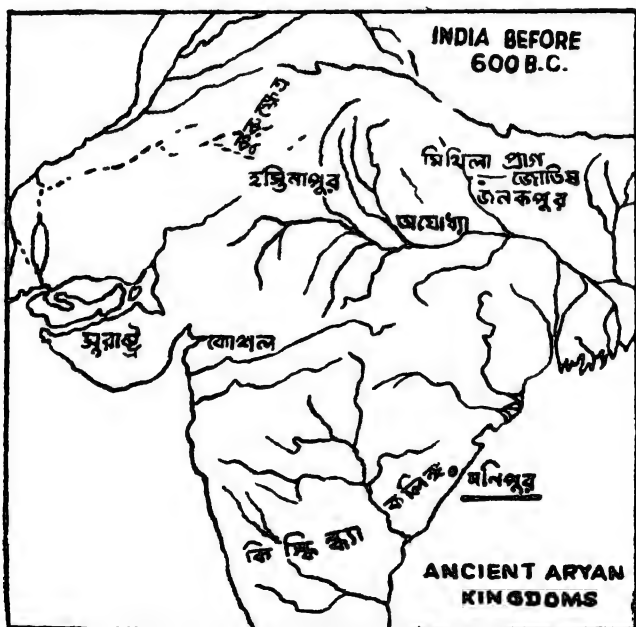 INDIA BEFORE
600 B.C.
কুরুক্ষেত্র
হস্তিনাপুর
মিথিলা প্রাগ
জোতিষ
জনকপুর
অযোধ্যা
সুরাষ্ট্র
কোশল
কলিঙ্গ
মনিপুর
কিস্কিন্ধ্যা
ANCIENT ARYAN
KINGDOMS